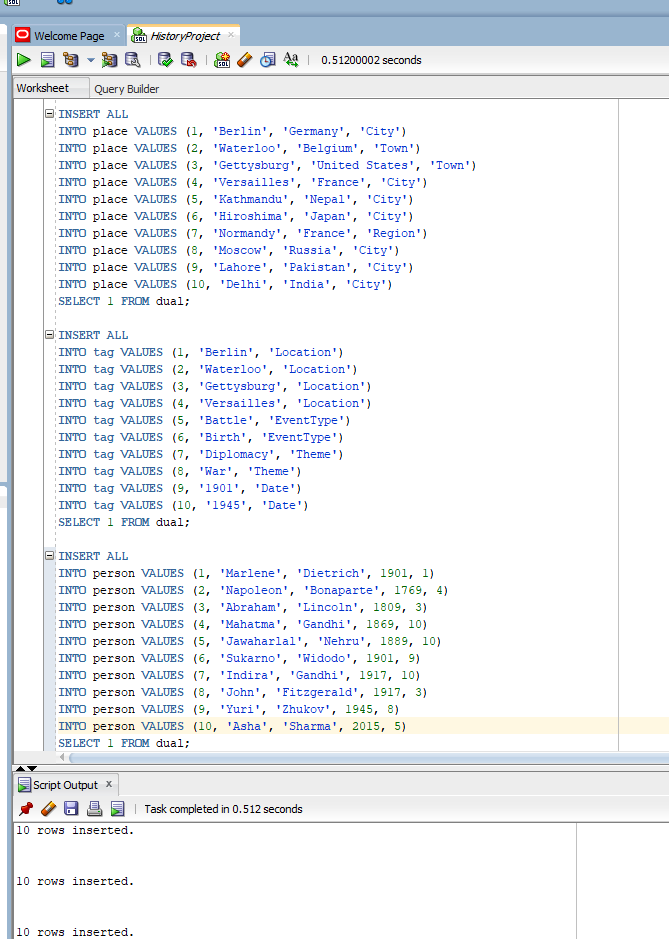 SQL
Welcome Page
HistoryProject
SQL
Aa
0.51200002 seconds
Worksheet
Query Builder
INSERT ALL
INTO place VALUES (1, 'Berlin', 'Germany', 'City')
INTO place VALUES (2, 'Waterloo', 'Belgium', 'Town')
INTO place VALUES (3, 'Gettysburg', 'United States', 'Town')
INTO place VALUES (4, 'Versailles', 'France', 'City')
INTO place VALUES (5, 'Kathmandu', 'Nepal', 'City')
INTO place VALUES (6, 'Hiroshima', 'Japan', 'City')
INTO place VALUES (7, 'Normandy', 'France', 'Region')
INTO place VALUES (8, 'Moscow', 'Russia', 'City')
INTO place VALUES (9, 'Lahore', 'Pakistan', 'City')
INTO place VALUES (10, 'Delhi', 'India', 'City')
SELECT 1 FROM dual;
INSERT ALL
INTO tag VALUES (1, 'Berlin', 'Location')
INTO tag VALUES (2, 'Waterloo', 'Location')
INTO tag VALUES (3, 'Gettysburg', 'Location')
INTO tag VALUES (4, 'Versailles', 'Location')
INTO tag VALUES (5, 'Battle', 'EventType')
INTO tag VALUES (6, 'Birth', 'EventType')
INTO tag VALUES (7, 'Diplomacy', 'Theme')
INTO tag VALUES (8, 'War', 'Theme')
INTO tag VALUES (9, '1901', 'Date')
INTO tag VALUES (10, '1945', 'Date')
SELECT 1 FROM dual;
INSERT ALL
INTO person VALUES (1, 'Marlene', 'Dietrich', 1901, 1)
INTO person VALUES (2, 'Napoleon', 'Bonaparte', 1769, 4)
INTO person VALUES (3, 'Abraham', 'Lincoln', 1809, 3)
INTO person VALUES (4, 'Mahatma', 'Gandhi', 1869, 10)
INTO person VALUES (5, 'Jawaharlal', 'Nehru', 1889, 10)
INTO person VALUES (6, 'Sukarno', 'Widodo', 1901, 9)
INTO person VALUES (7, 'Indira', 'Gandhi', 1917, 10)
INTO person VALUES (8, 'John', 'Fitzgerald', 1917, 3)
INTO person VALUES (9, 'Yuri', 'Zhukov', 1945, 8)
INTO person VALUES (10, 'Asha', 'Sharma', 2015, 5)
SELECT 1 FROM dual;
Script Output
Task completed in 0.512 seconds
10 rows inserted.
10 rows inserted.
10 rows inserted.